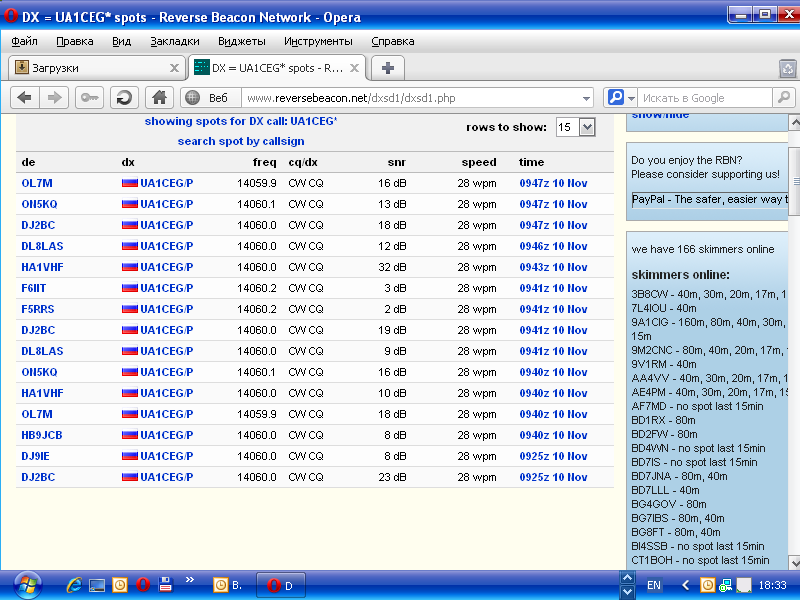 DX = UA1CEG* spots - Reverse Beacon Network - Opera
Файл Правка Вид Закладки Виджеты Инструменты Справка
Загрузки
DX = UA1CEG* spots - R...
Веб www.reversebeacon.net/dxsd1/dxsd1.php Искать в Google
showing spots for DX call: UA1CEG*
rows to show: 15
search spot by callsign
de dx freq cq/dx snr speed time
OL7M UA1CEG/P 14059.9 CW CQ 16 dB 28 wpm 0947z 10 Nov
ON5KQ UA1CEG/P 14060.1 CW CQ 13 dB 28 wpm 0947z 10 Nov
DJ2BC UA1CEG/P 14060.0 CW CQ 18 dB 28 wpm 0947z 10 Nov
DL8LAS UA1CEG/P 14060.0 CW CQ 12 dB 28 wpm 0946z 10 Nov
HA1VHF UA1CEG/P 14060.0 CW CQ 32 dB 28 wpm 0943z 10 Nov
F6IIT UA1CEG/P 14060.2 CW CQ 3 dB 28 wpm 0941z 10 Nov
F5RRS UA1CEG/P 14060.2 CW CQ 2 dB 28 wpm 0941z 10 Nov
DJ2BC UA1CEG/P 14060.0 CW CQ 19 dB 28 wpm 0941z 10 Nov
DL8LAS UA1CEG/P 14060.0 CW CQ 9 dB 28 wpm 0941z 10 Nov
ON5KQ UA1CEG/P 14060.1 CW CQ 16 dB 28 wpm 0940z 10 Nov
HA1VHF UA1CEG/P 14060.0 CW CQ 10 dB 28 wpm 0940z 10 Nov
OL7M UA1CEG/P 14059.9 CW CQ 18 dB 28 wpm 0940z 10 Nov
HB9JCB UA1CEG/P 14060.0 CW CQ 8 dB 28 wpm 0940z 10 Nov
DJ9IE UA1CEG/P 14060.0 CW CQ 8 dB 28 wpm 0925z 10 Nov
DJ2BC UA1CEG/P 14060.0 CW CQ 23 dB 28 wpm 0925z 10 Nov
show/hide
Do you enjoy the RBN?
Please consider supporting us!
PayPal - The safer, easier way t
we have 166 skimmers online
skimmers online:
3B8CW - 40m, 30m, 20m, 17m, 1
7L4IOU - 40m
9A1CIG - 160m, 80m, 40m, 30m,
15m
9M2CNC - 80m, 40m, 20m, 17m,
9V1RM - 40m
AA4VV - 40m, 30m, 20m, 17m, 1
AE4PM - 40m, 30m, 20m, 17m, 15
AF7MD - no spot last 15min
BD1RX - 80m
BD2FW - 80m
BD4WN - no spot last 15min
BD7IS - no spot last 15min
BD7JNA - 80m, 40m
BD7LLL - 40m
BG4GOV - 80m
BG7IBS - 80m, 40m
BG8FT - 80m, 40m
BI4SSB - no spot last 15min
CT1BOH - no spot last 15min
В. D EN 18:33